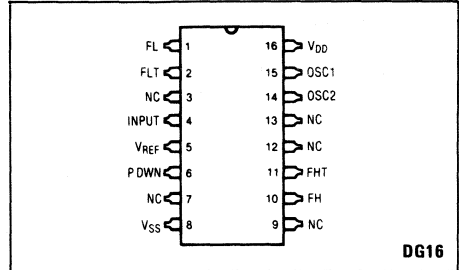 FL 1 16 VDD
FLT 2 15 OSC1
NC 3 14 OSC2
INPUT 4 13 NC
VREF 5 12 NC
PDWN 6 11 FHT
NC 7 10 FH
VSS 8 9 NC
DG16